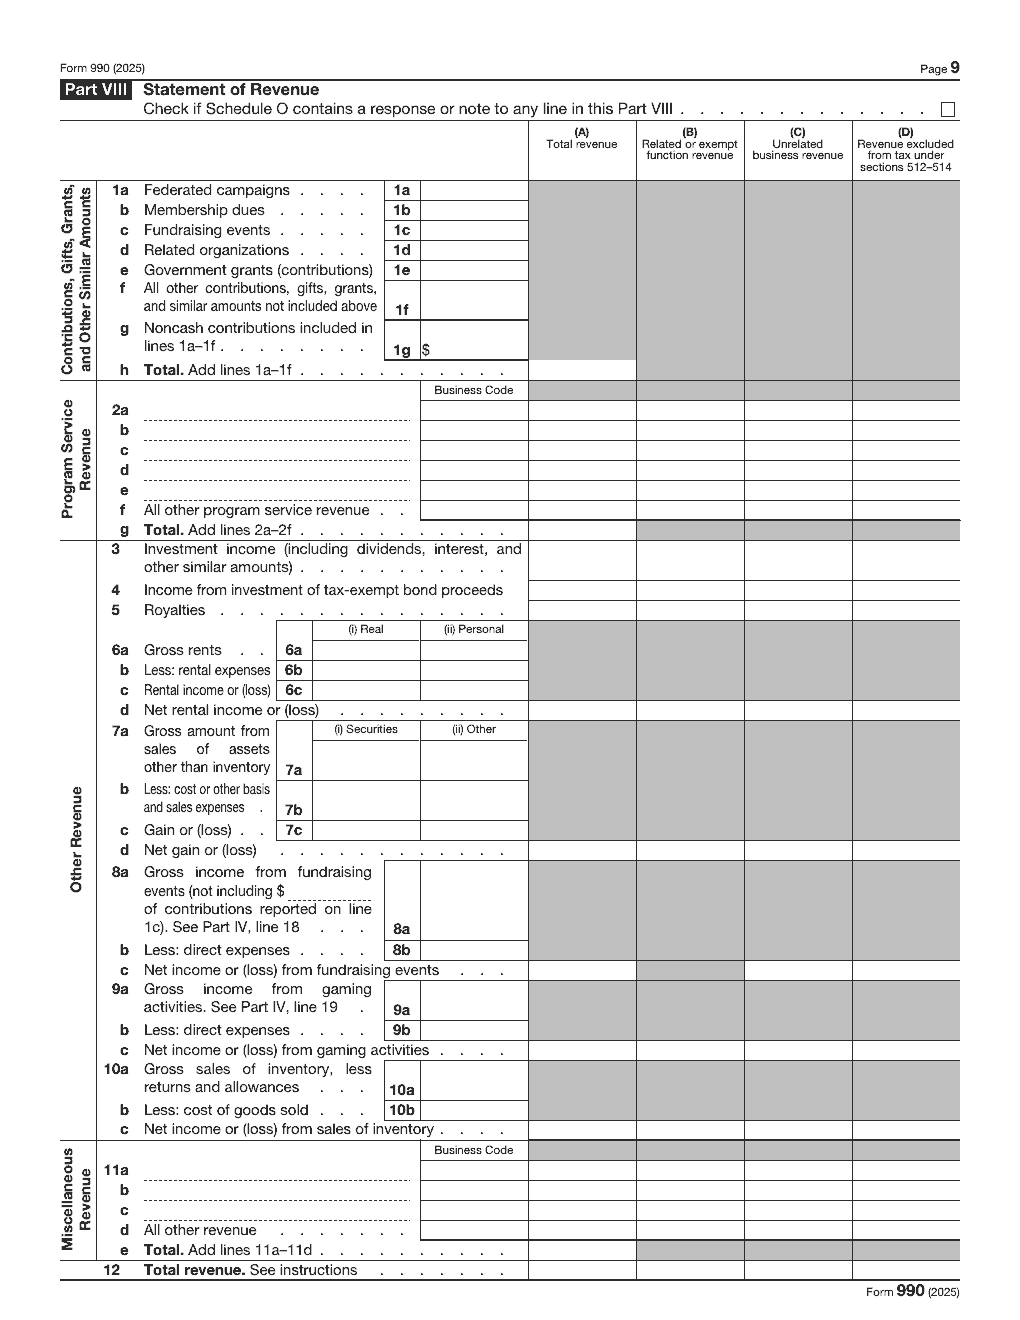 Form 990 (2025) Page 9
Part VIII Statement of Revenue
Check if Schedule O contains a response or note to any line in this Part VIII . . . . . . . . . . . . .
(A) Total revenue
(B) Related or exempt function revenue
(C) Unrelated business revenue
(D) Revenue excluded from tax under sections 512–514
Contributions, Gifts, Grants,
and Other Similar Amounts
1a Federated campaigns . . . . 1a
b Membership dues . . . . . 1b
c Fundraising events . . . . . 1c
d Related organizations . . . . 1d
e Government grants (contributions) 1e
f All other contributions, gifts, grants,
and similar amounts not included above 1f
g Noncash contributions included in
lines 1a–1f . . . . . . . . 1g $
h Total. Add lines 1a–1f . . . . . . . . . . .
Program Service
Revenue
Business Code
2a
b
c
d
e
f All other program service revenue . .
g Total. Add lines 2a–2f . . . . . . . . . . .
Other Revenue
3 Investment income (including dividends, interest, and
other similar amounts) . . . . . . . . . . .
4 Income from investment of tax-exempt bond proceeds
5 Royalties . . . . . . . . . . . . . . .
(i) Real (ii) Personal
6a Gross rents . . 6a
b Less: rental expenses 6b
c Rental income or (loss) 6c
d Net rental income or (loss) . . . . . . . . .
7a Gross amount from
sales of assets
other than inventory 7a
(i) Securities (ii) Other
b Less: cost or other basis
and sales expenses . 7b
c Gain or (loss) . . 7c
d Net gain or (loss) . . . . . . . . . . . .
8a Gross income from fundraising
events (not including $
of contributions reported on line
1c). See Part IV, line 18 . . . 8a
b Less: direct expenses . . . . 8b
c Net income or (loss) from fundraising events . . .
9a Gross income from gaming
activities. See Part IV, line 19 . 9a
b Less: direct expenses . . . . 9b
c Net income or (loss) from gaming activities . . . .
10a Gross sales of inventory, less
returns and allowances . . . 10a
b Less: cost of goods sold . . . 10b
c Net income or (loss) from sales of inventory . . . .
Miscellaneous
Revenue
Business Code
11a
b
c
d All other revenue . . . . . . .
e Total. Add lines 11a–11d . . . . . . . . . .
12 Total revenue. See instructions . . . . . . .
Form 990 (2025)